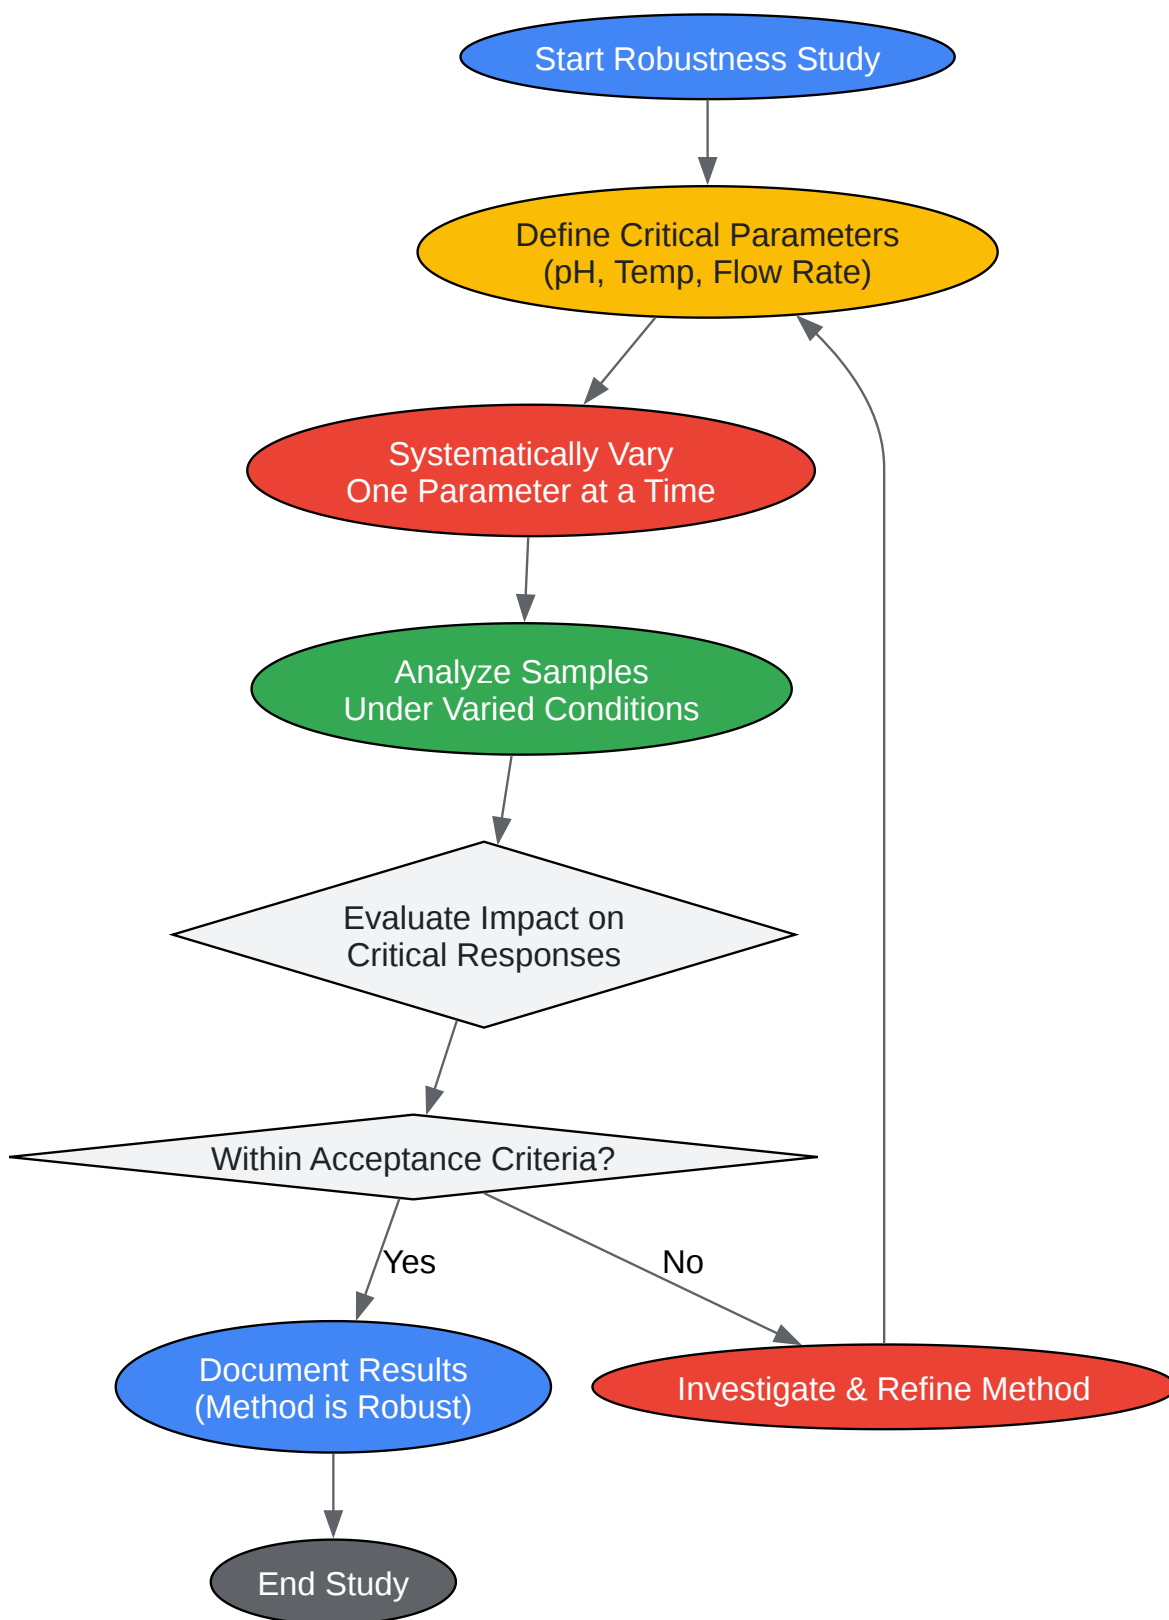 Start Robustness Study
Define Critical Parameters
(pH, Temp, Flow Rate)
Systematically Vary
One Parameter at a Time
Analyze Samples
Under Varied Conditions
Evaluate Impact on
Critical Responses
Within Acceptance Criteria?
Yes
No
Document Results
(Method is Robust)
Investigate & Refine Method
End Study